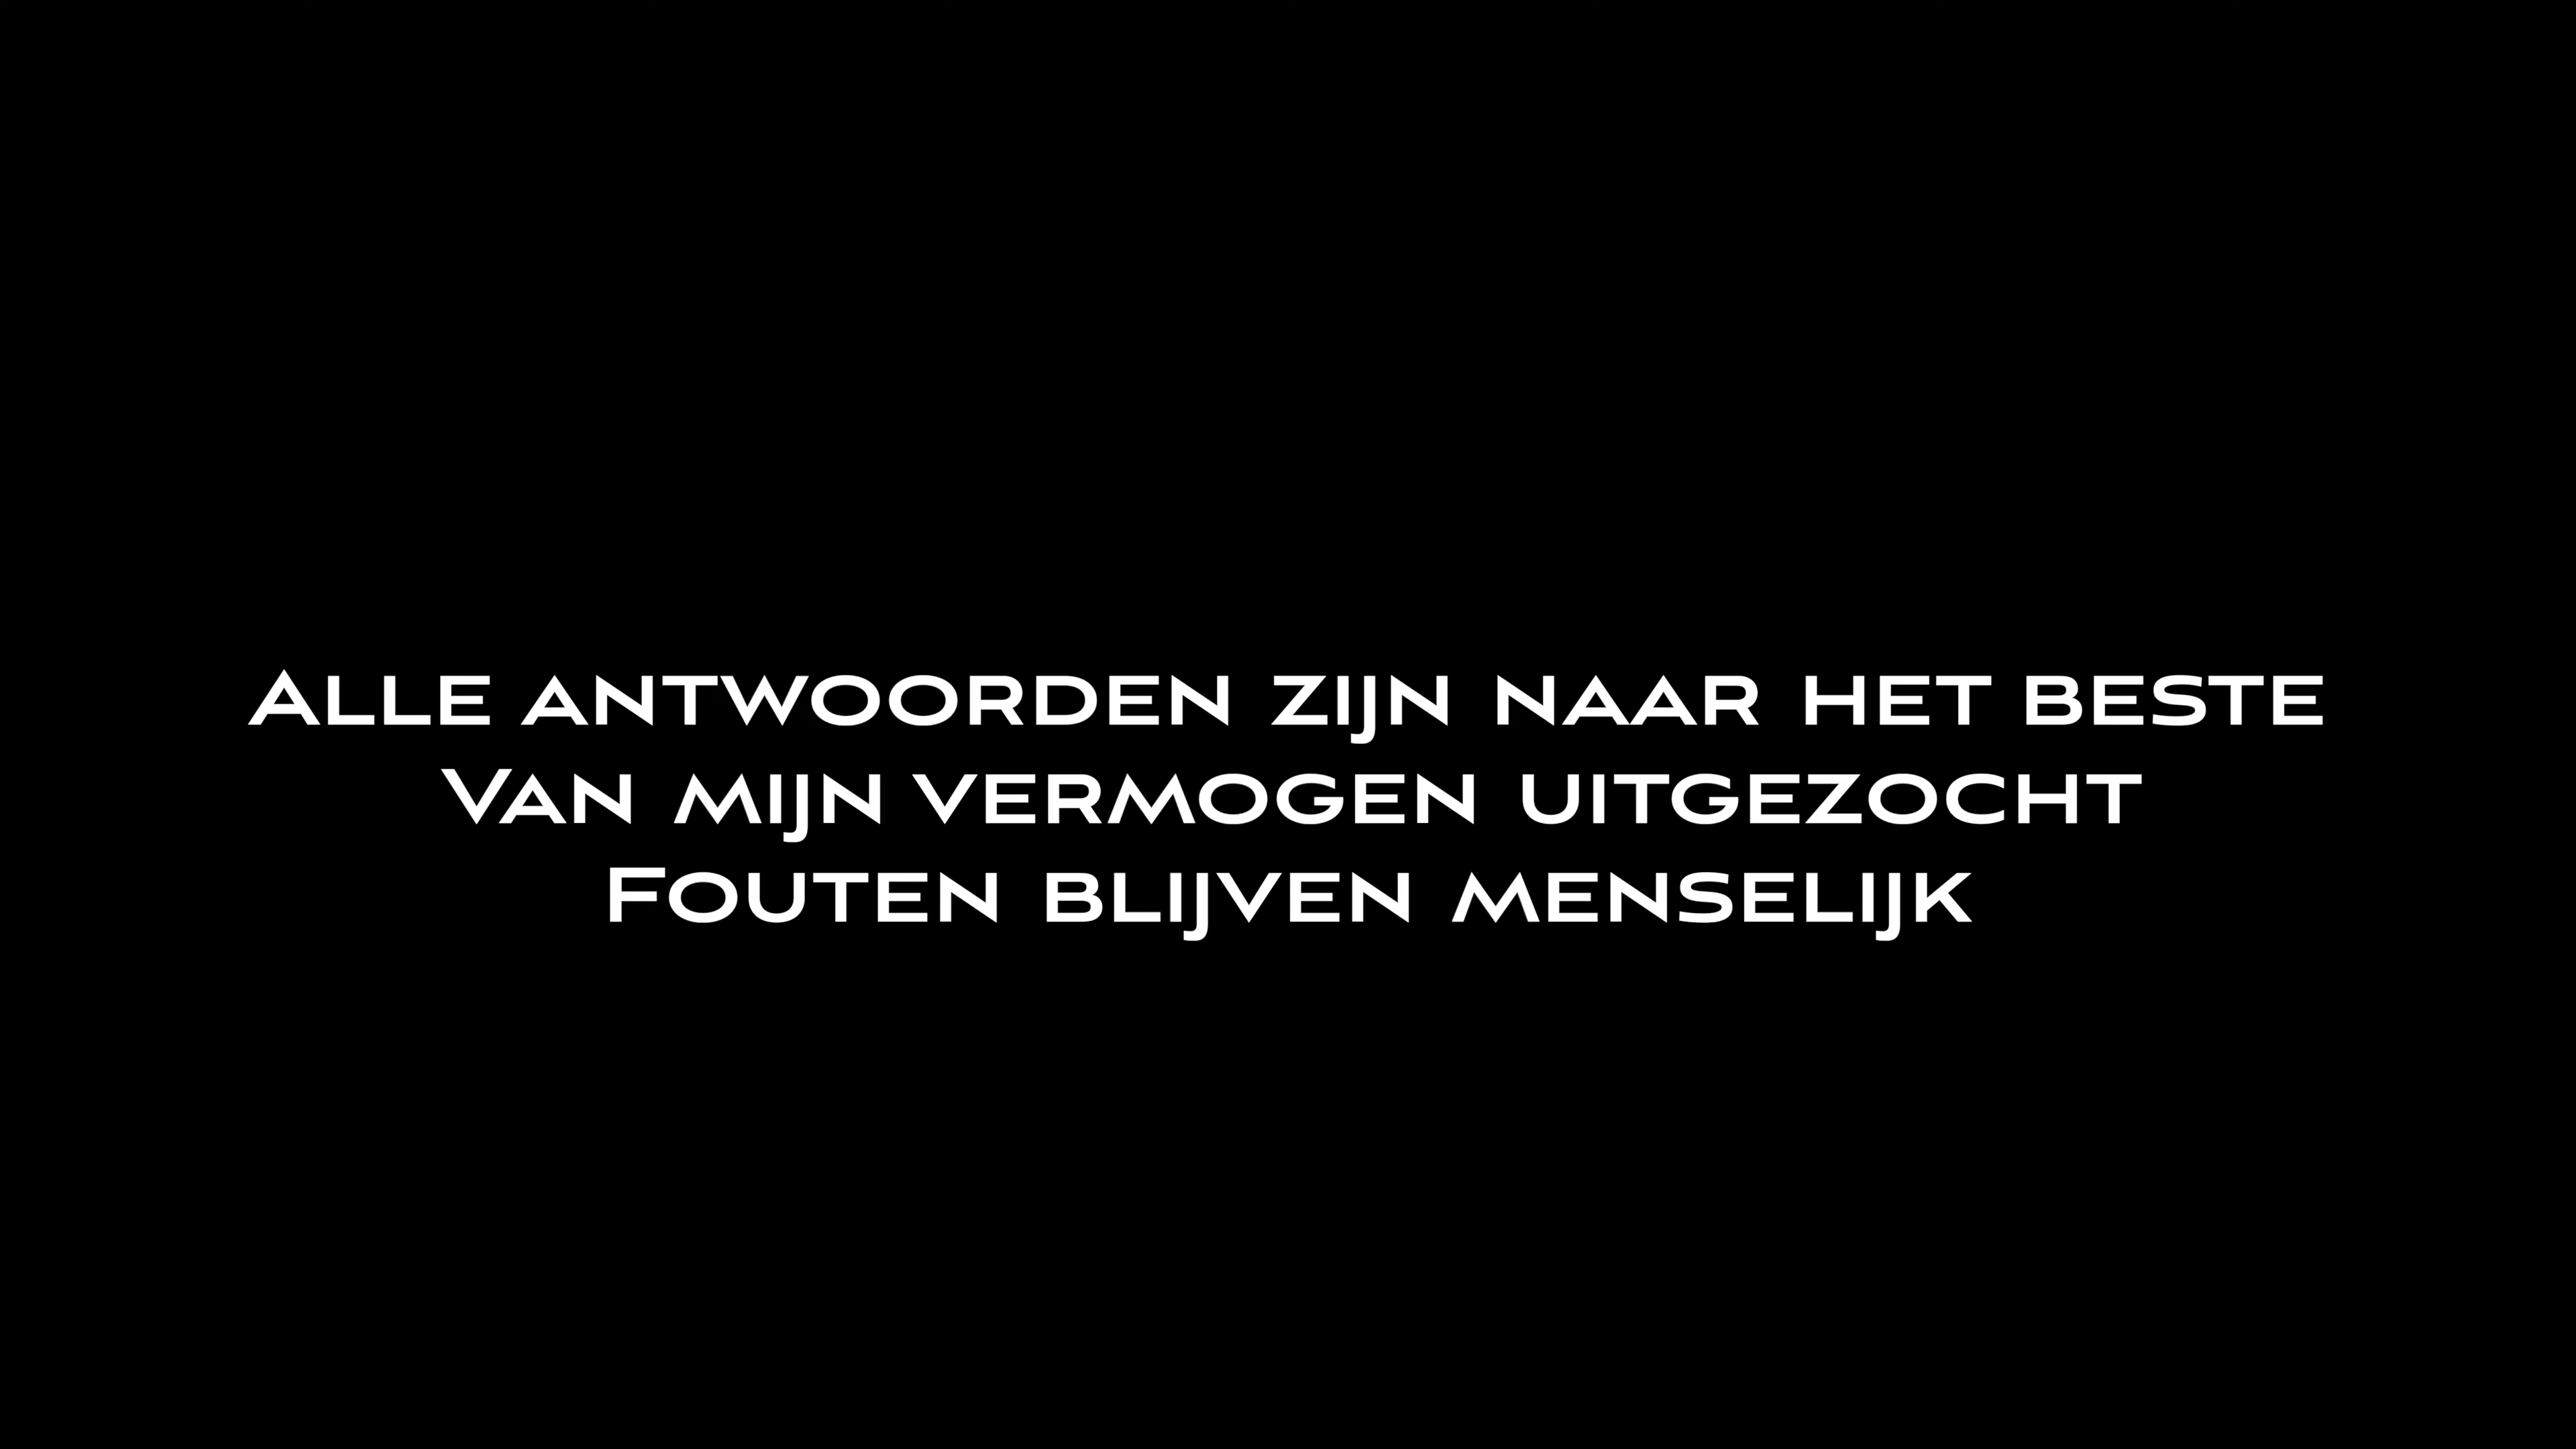 Alle antwoorden zijn naar het beste
Van mijn vermogen uitgezocht
Fouten blijven menselijk